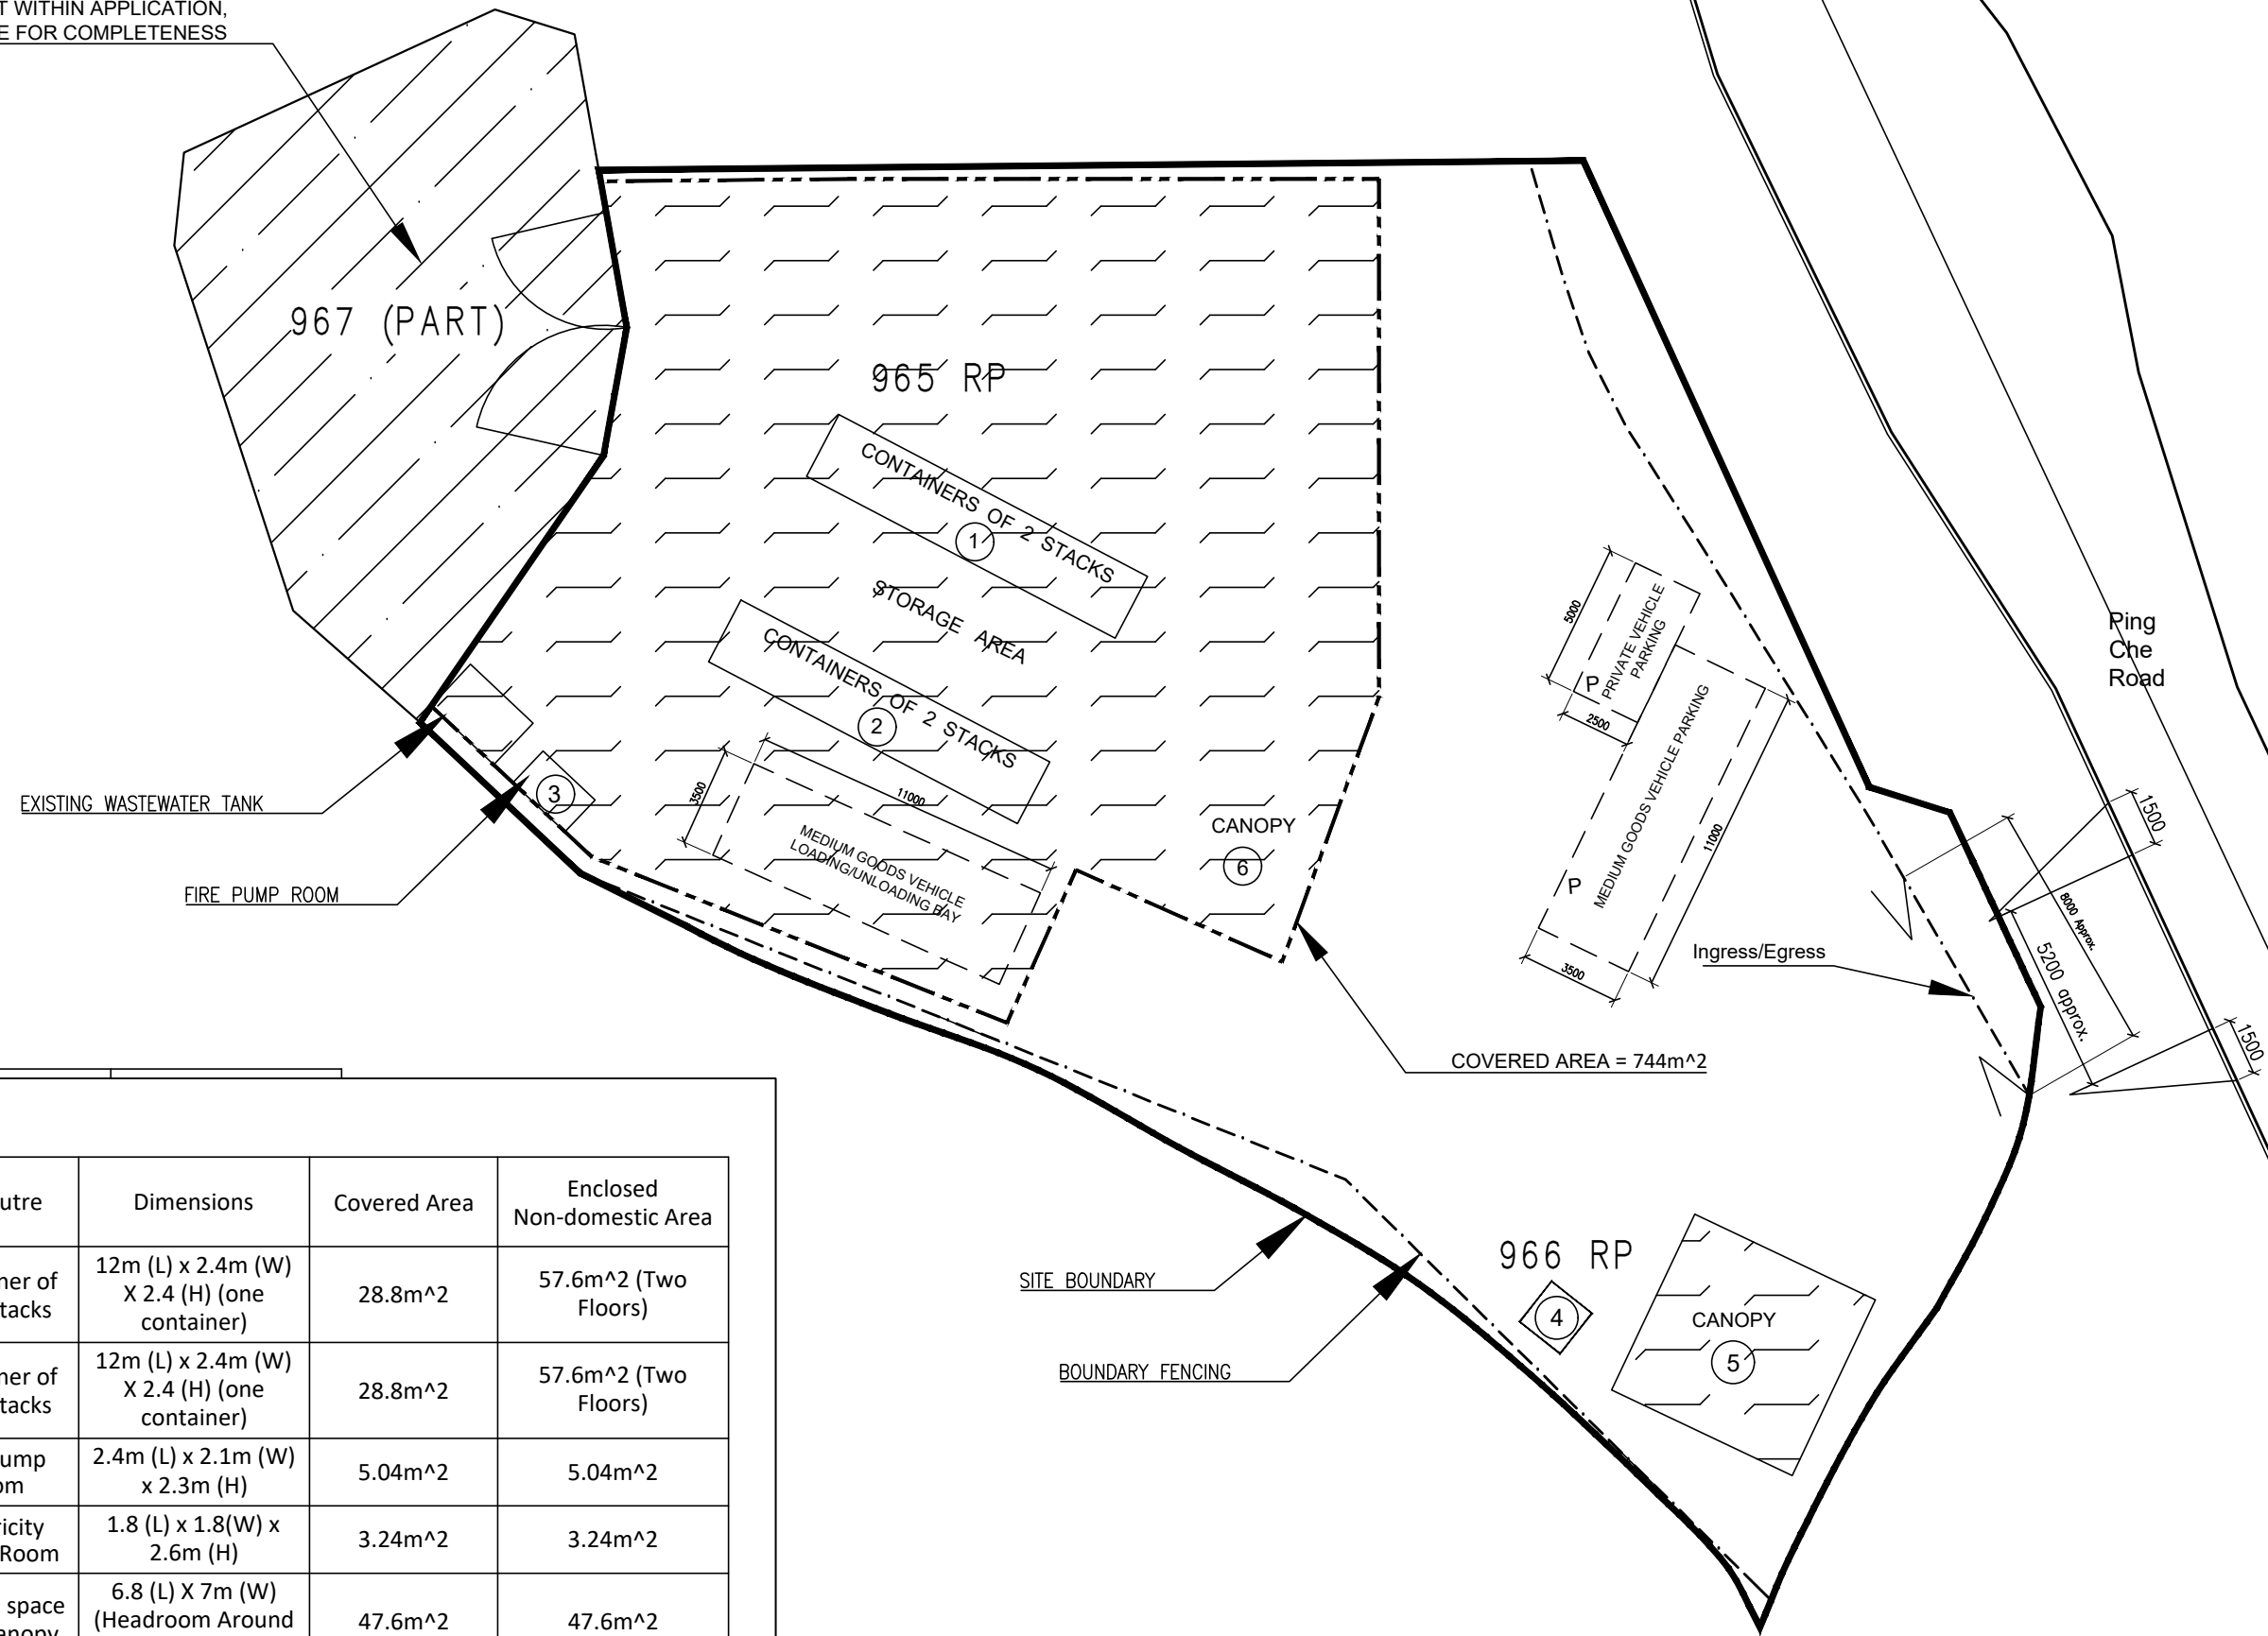 T WITHIN APPLICATION,
E FOR COMPLETENESS
967 (PART)
965 RP
CONTAINERS OF 2 STACKS
1
STORAGE AREA
CONTAINERS OF 2 STACKS
2
EXISTING WASTEWATER TANK
3
FIRE PUMP ROOM
3500
11000
MEDIUM GOODS VEHICLE
LOADING/UNLOADING BAY
CANOPY
6
5000
PRIVATE VEHICLE
PARKING
P
2500
MEDIUM GOODS VEHICLE PARKING
P
11000
3500
Ping
Che
Road
1500
8000 Approx.
5200 approx.
1500
Ingress/Egress
COVERED AREA = 744m^2
SITE BOUNDARY
BOUNDARY FENCING
966 RP
4
CANOPY
5
utre
Dimensions
Covered Area
Enclosed
Non-domestic Area
ner of
tacks
12m (L) x 2.4m (W)
X 2.4 (H) (one
container)
28.8m^2
57.6m^2 (Two
Floors)
ner of
tacks
12m (L) x 2.4m (W)
X 2.4 (H) (one
container)
28.8m^2
57.6m^2 (Two
Floors)
ump
om
2.4m (L) x 2.1m (W)
x 2.3m (H)
5.04m^2
5.04m^2
icity
Room
1.8 (L) x 1.8(W) x
2.6m (H)
3.24m^2
3.24m^2
space
anopy
6.8 (L) X 7m (W)
(Headroom Around
47.6m^2
47.6m^2